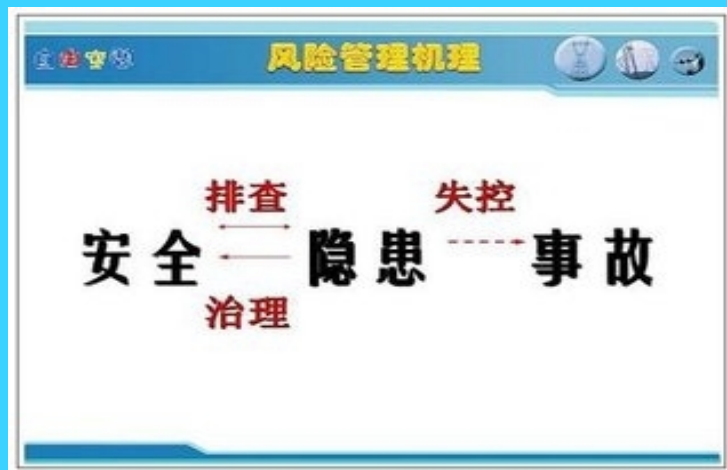 风险管理机理
排查 失控
安全 隐患 事故
治理